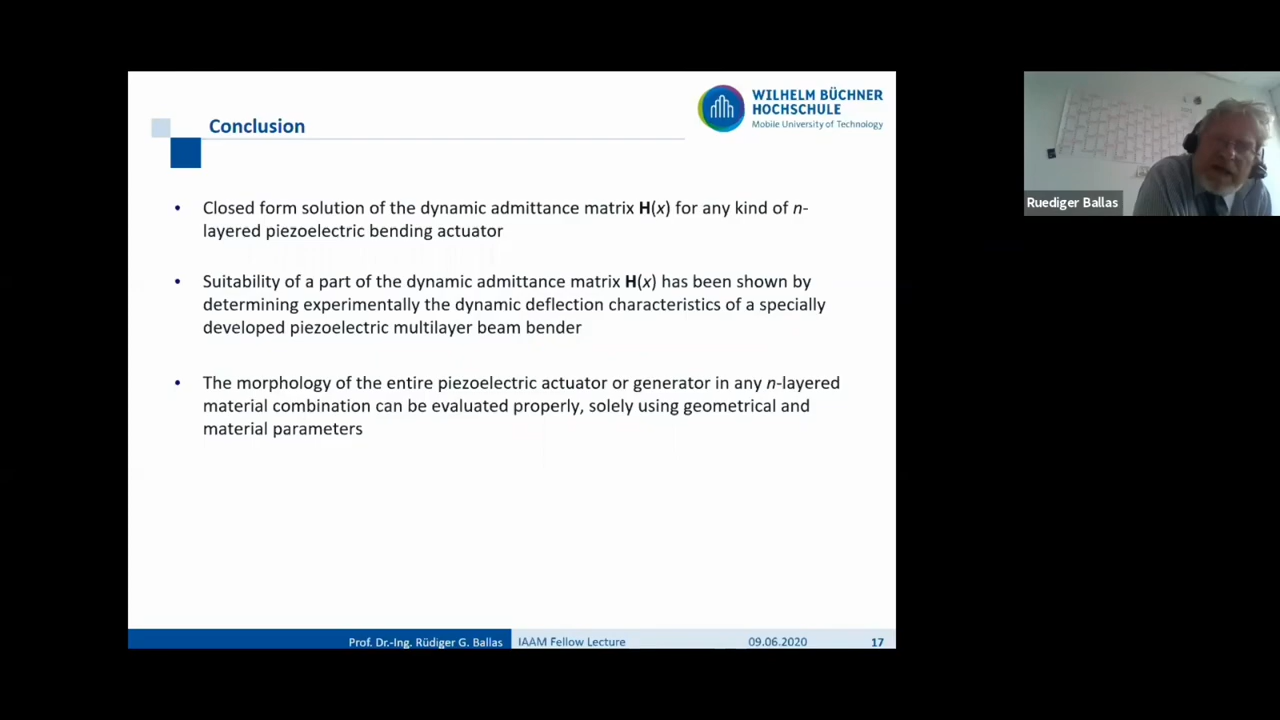 WILHELM BÜCHNER
HOCHSCHULE
Mobile University of Technology
Conclusion
• Closed form solution of the dynamic admittance matrix H(x) for any kind of n-
layered piezoelectric bending actuator
• Suitability of a part of the dynamic admittance matrix H(x) has been shown by
determining experimentally the dynamic deflection characteristics of a specially
developed piezoelectric multilayer beam bender
• The morphology of the entire piezoelectric actuator or generator in any n-layered
material combination can be evaluated properly, solely using geometrical and
material parameters
Prof. Dr.-Ing. Rüdiger G. Ballas IAAM Fellow Lecture 09.06.2020 17
Ruediger Ballas